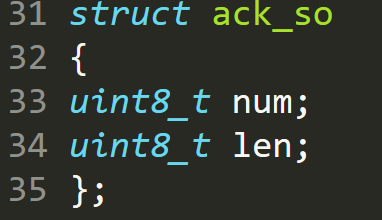 31 struct ack_so
32 {
33 uint8_t num;
34 uint8_t len;
35 };